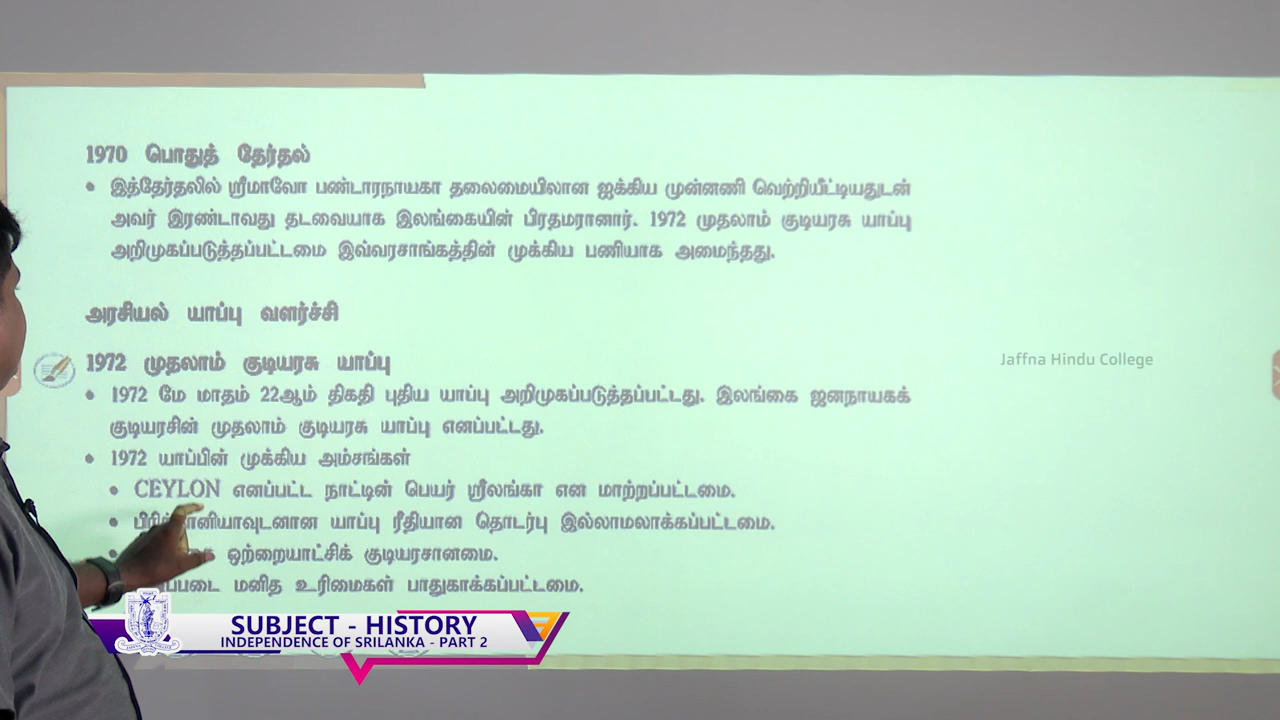 1970 பொதுத் தேர்தல்
• இத்தேர்தலில் ஸ்ரீமாவோ பண்டாரநாயகா தலைமையிலான ஐக்கிய முன்னணி வெற்றியீட்டியதுடன்
அவர் இரண்டாவது தடவையாக இலங்கையின் பிரதமரானார். 1972 முதலாம் குடியரசு யாப்பு
அறிமுகப்படுத்தப்பட்டமை இவ்வரசாங்கத்தின் முக்கிய பணியாக அமைந்தது.
அரசியல் யாப்பு வளர்ச்சி
1972 முதலாம் குடியரசு யாப்பு
Jaffna Hindu College
• 1972 மே மாதம் 22ஆம் திகதி புதிய யாப்பு அறிமுகப்படுத்தப்பட்டது. இலங்கை ஜனநாயகக்
குடியரசின் முதலாம் குடியரசு யாப்பு எனப்பட்டது.
• 1972 யாப்பின் முக்கிய அம்சங்கள்
• CEYLON எனப்பட்ட நாட்டின் பெயர் ஸ்ரீலங்கா என மாற்றப்பட்டமை.
• யாப்பு ரீதியான தொடர்பு இல்லாமலாக்கப்பட்டமை.
• ஒற்றையாட்சிக் குடியரசானமை.
மனித உரிமைகள் பாதுகாக்கப்பட்டமை.
SUBJECT - HISTORY
INDEPENDENCE OF SRILANKA - PART 2